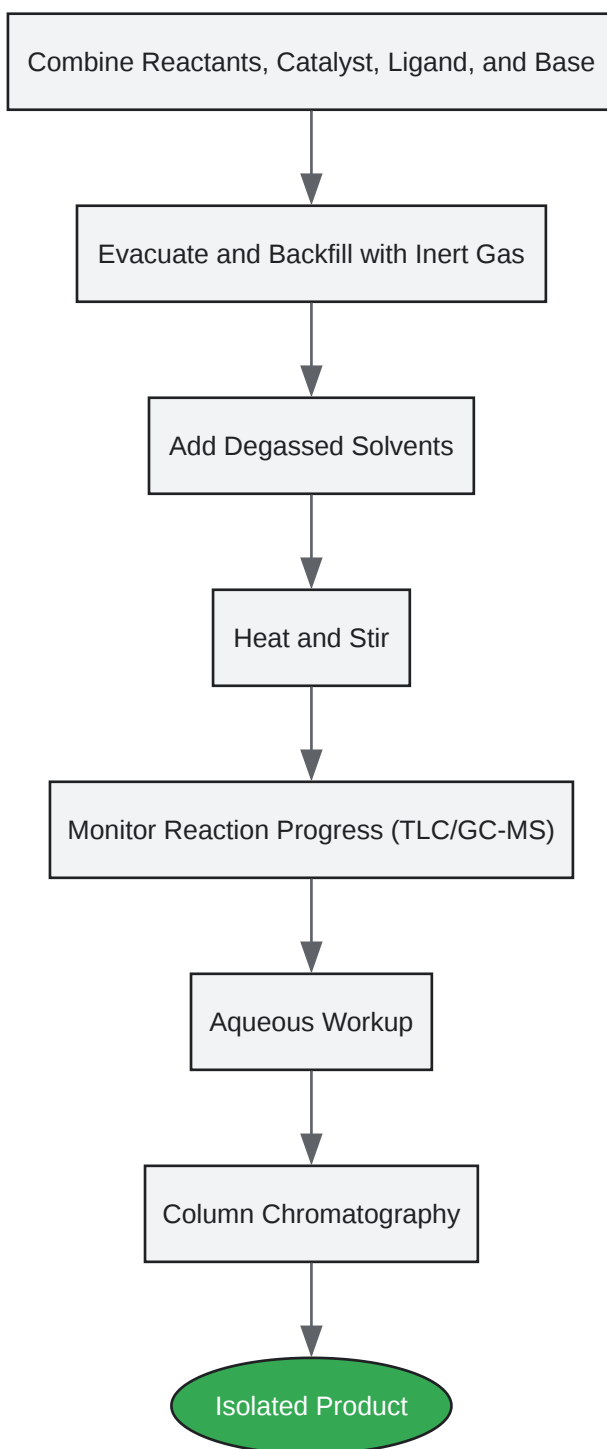 Combine Reactants, Catalyst, Ligand, and Base
Evacuate and Backfill with Inert Gas
Add Degassed Solvents
Heat and Stir
Monitor Reaction Progress (TLC/GC-MS)
Aqueous Workup
Column Chromatography
Isolated Product